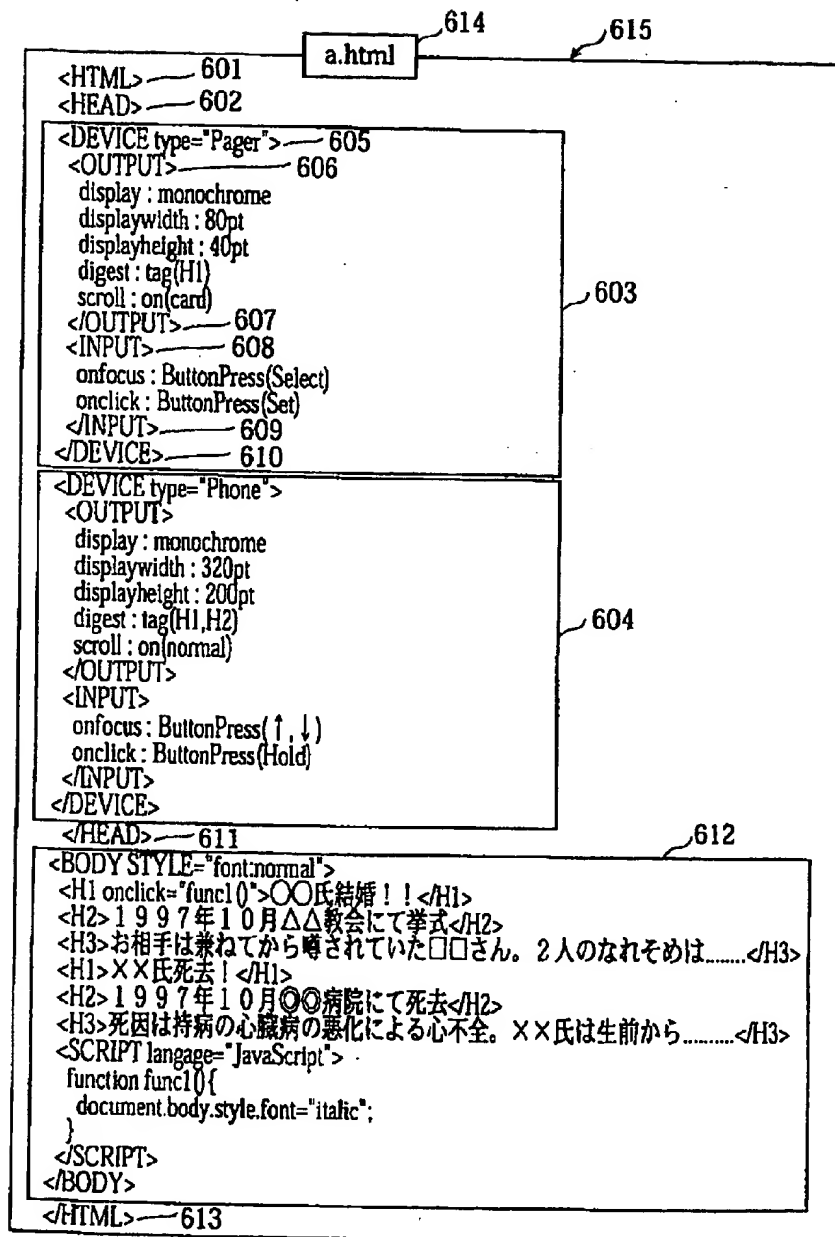 614
615
a.html
<HTML> 601
<HEAD> 602
<DEVICE type="Pager"> 605
<OUTPUT> 606
display : monochrome
displaywidth : 80pt
displayheight : 40pt
digest : tag(H1)
scroll : on(card)
</OUTPUT> 607
<INPUT> 608
onfocus : ButtonPress(Select)
onclick : ButtonPress(Set)
</INPUT> 609
</DEVICE> 610
603
<DEVICE type="Phone">
<OUTPUT>
display : monochrome
displaywidth : 320pt
displayheight : 200pt
digest : tag(H1,H2)
scroll : on(normal)
</OUTPUT>
<INPUT>
onfocus : ButtonPress(↑,↓)
onclick : ButtonPress(Hold)
</INPUT>
</DEVICE>
604
</HEAD> 611
612
<BODY STYLE="font:normal">
<H1 onclick="func1()">○○氏結婚！！</H1>
<H2>１９９７年１０月△△教会にて挙式</H2>
<H3>お相手は兼ねてから噂されていた□□さん。２人のなれそめは........</H3>
<H1>××氏死去！</H1>
<H2>１９９７年１０月◎◎病院にて死去</H2>
<H3>死因は持病の心臓病の悪化による心不全。××氏は生前から..........</H3>
<SCRIPT langage="JavaScript">
function func1(){
document.body.style.font="italic";
}
</SCRIPT>
</BODY>
</HTML> 613